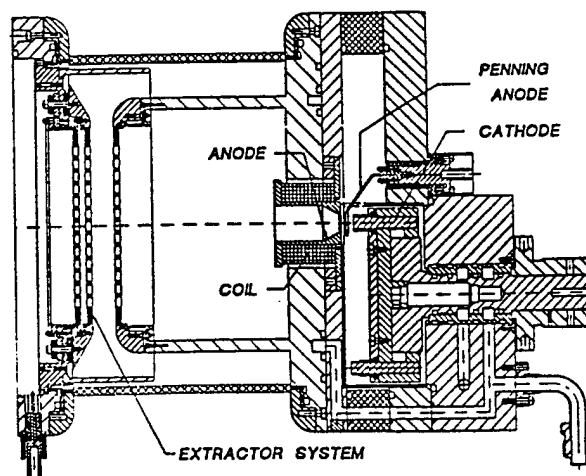 PENNING
ANODE
CATHODE
ANODE
COIL
EXTRACTOR SYSTEM